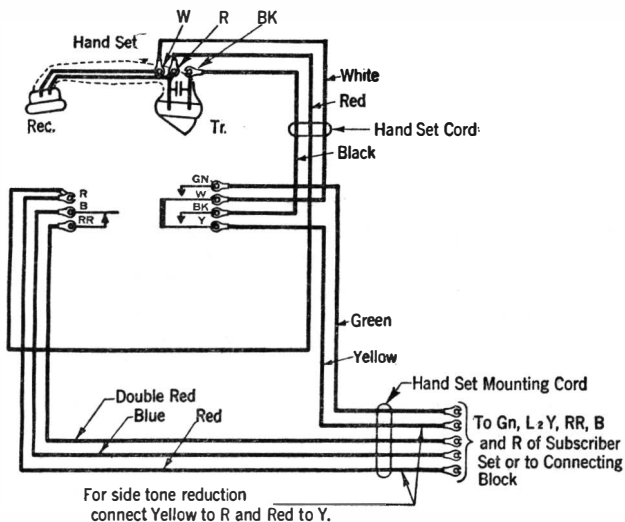 W R BK
Hand Set
White
Red
Rec.
Tr.
Hand Set Cord
Black
GN
R
W
B
BK
RR
Y
Green
Yellow
Hand Set Mounting Cord
Double Red
Blue
Red
To Gn, L2 Y, RR, B
and R of Subscriber
Set or to Connecting
Block
For side tone reduction
connect Yellow to R and Red to Y.